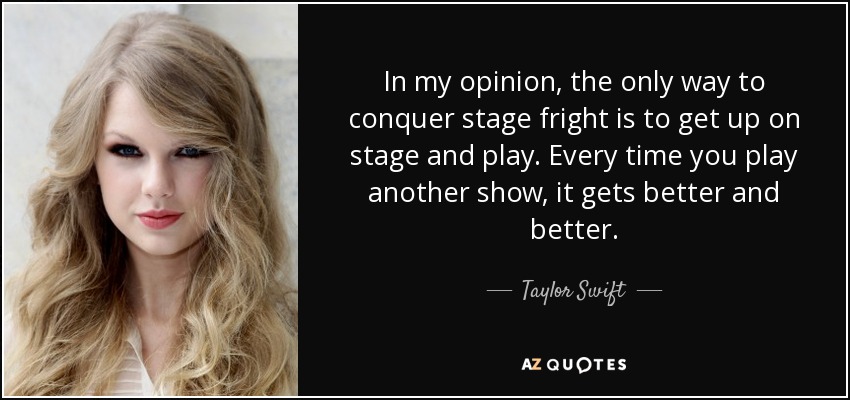 In my opinion, the only way to
conquer stage fright is to get up on
stage and play. Every time you play
another show, it gets better and
better.
Taylor Swift
AZ QUOTES